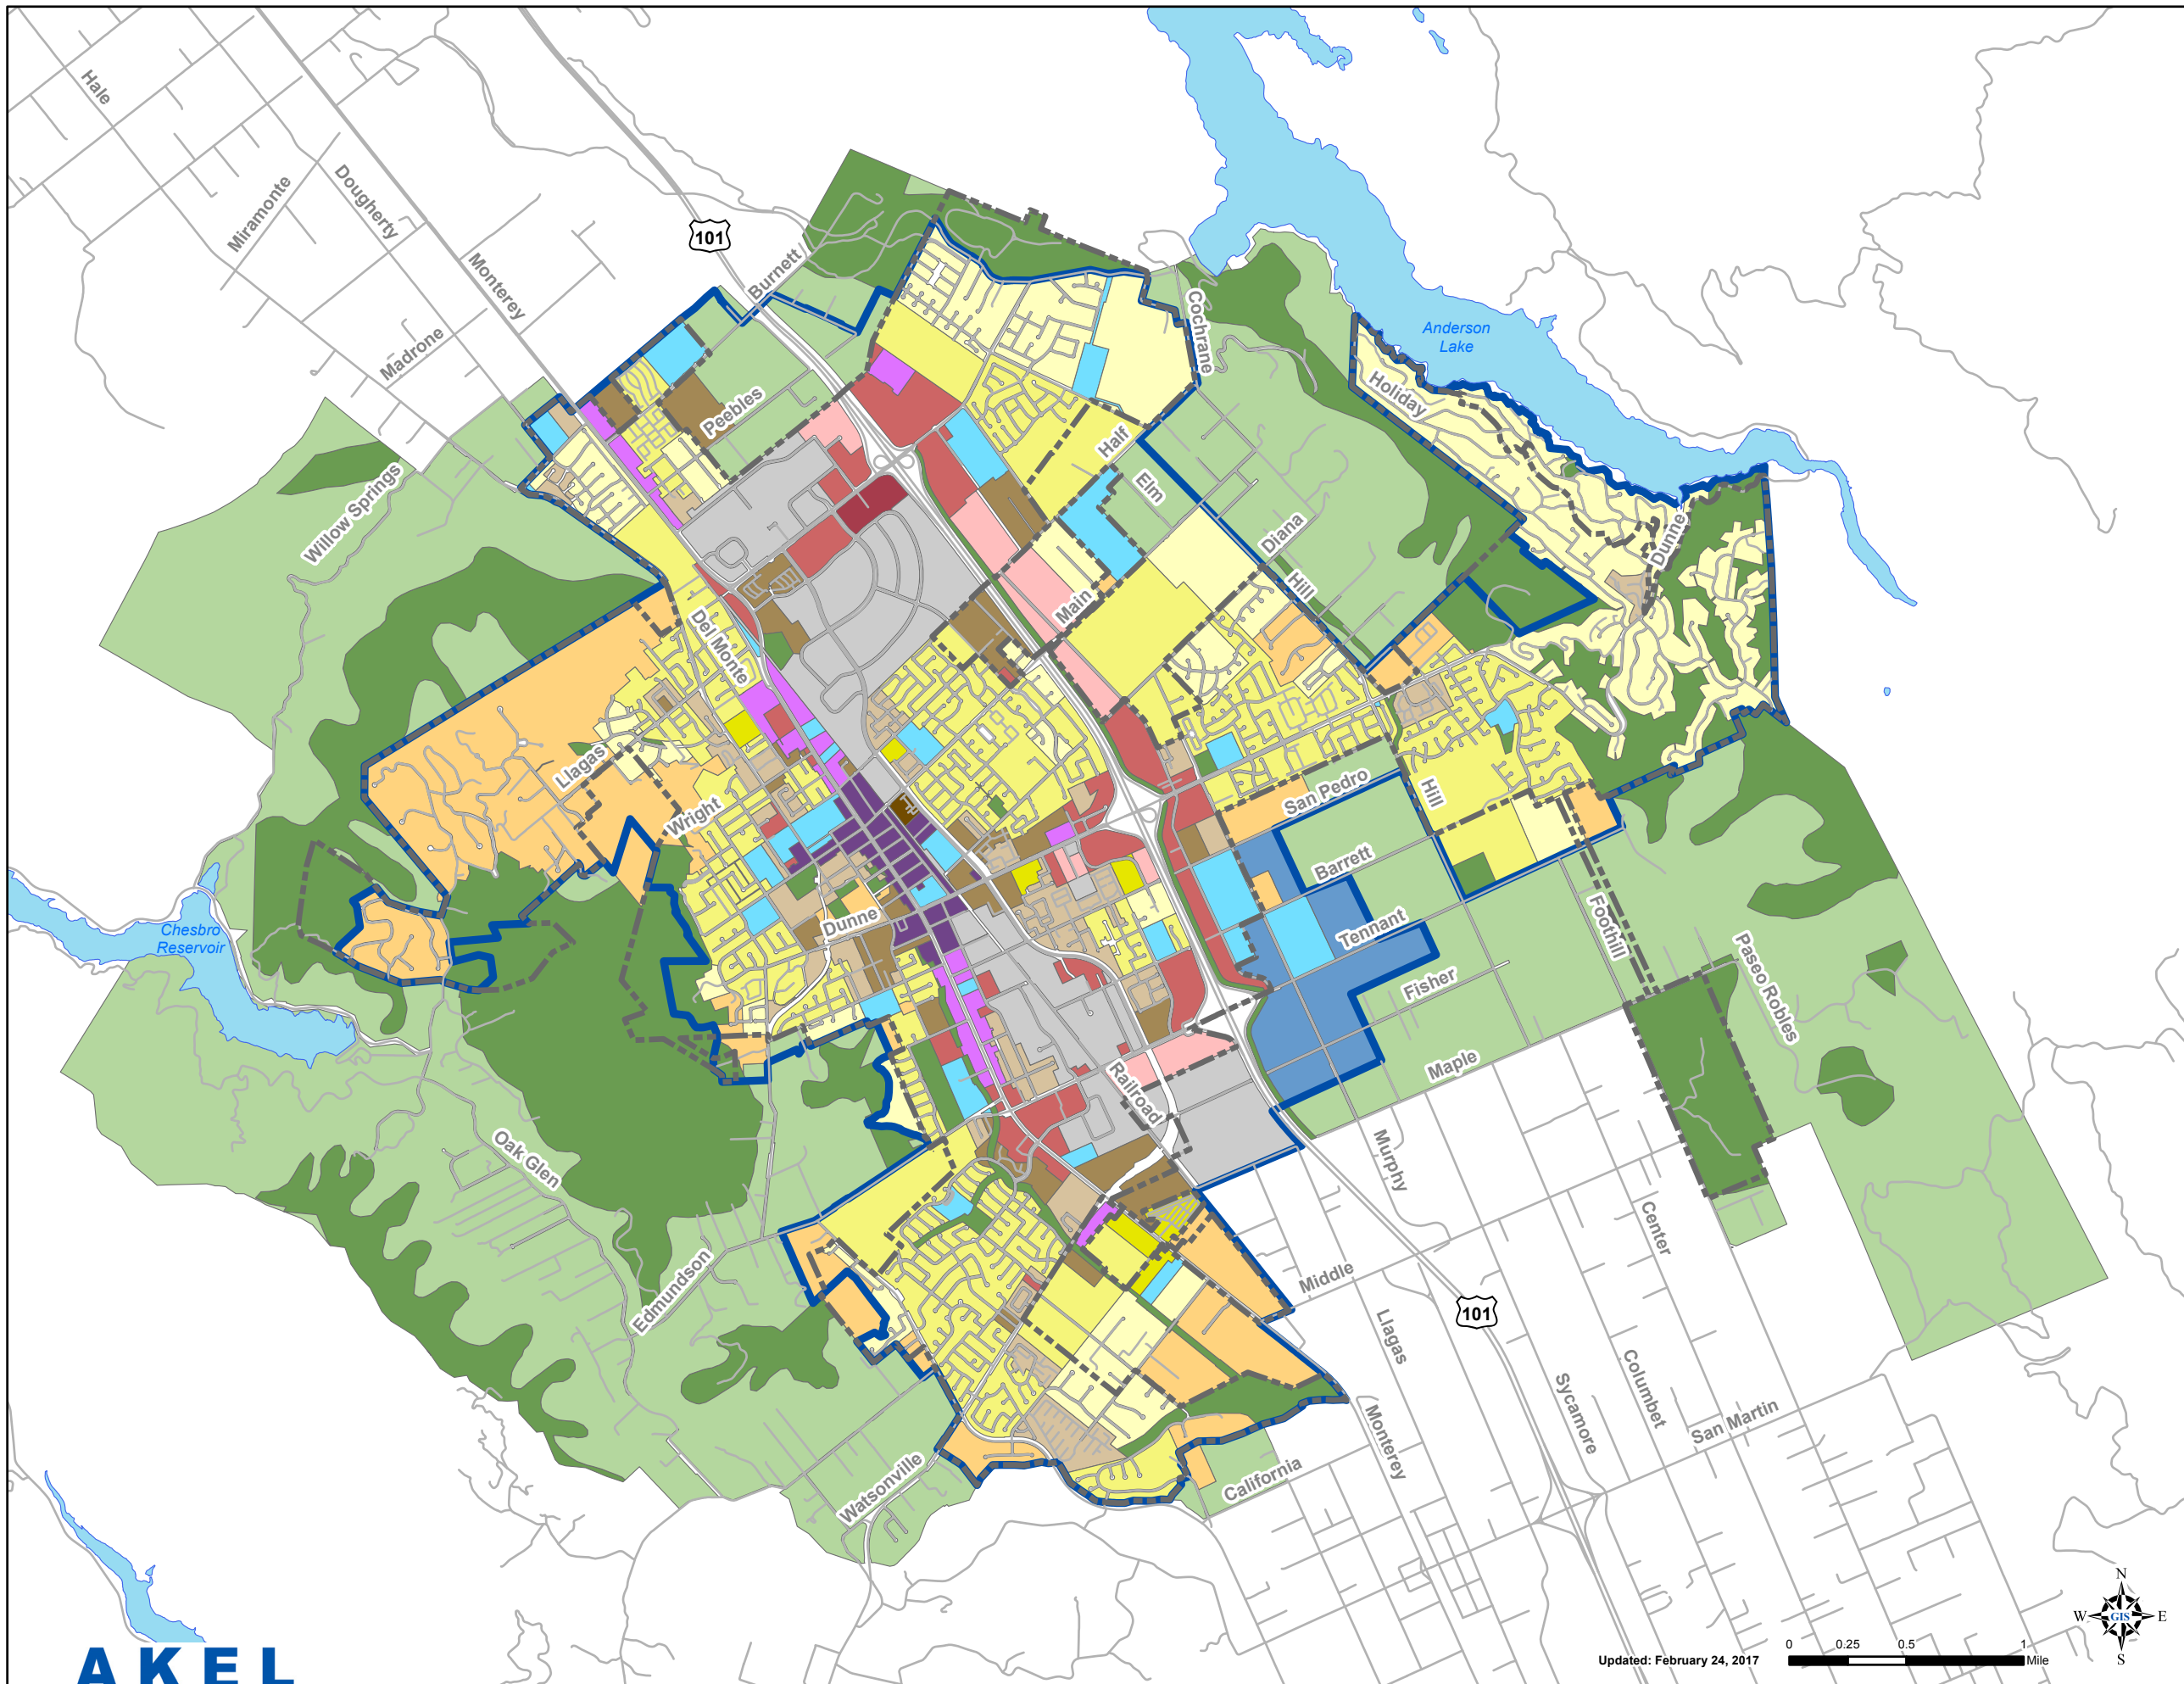 Hale
Miramonte
Dougherty
Monterey
Madrone
101
Burnett
Peebles
Willow Springs
Cochrane
Anderson
Lake
Holiday
Half
Elm
Diana
Hill
Dunne
Main
Del Monte
Llagas
Wright
San Pedro
Hill
Barrett
Dunne
Tennant
Foothill
Fisher
Paseo Robles
Chesbro
Reservoir
Maple
Railroad
Oak Glen
Murphy
Center
Edmundson
Middle
101
Llagas
Columbet
Sycamore
San Martin
Monterey
California
Watsonville
N
W
GIS
E
S
0
0.25
0.5
1
Mile
Updated: February 24, 2017
AKEL